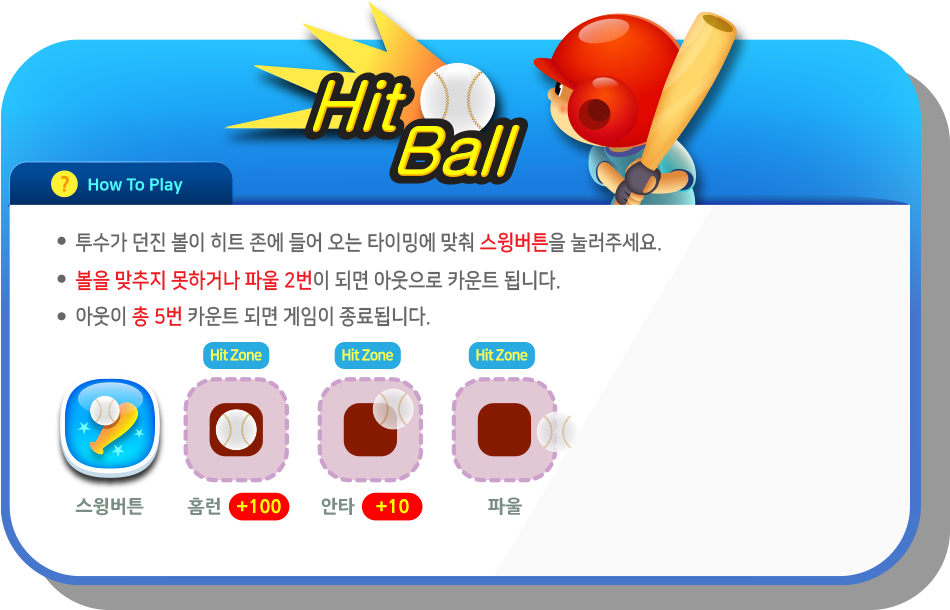 Hit
Ball
? How To Play
• 투수가 던진 볼이 히트 존에 들어 오는 타이밍에 맞춰 스윙버튼을 눌러주세요.
• 볼을 맞추지 못하거나 파울 2번이 되면 아웃으로 카운트 됩니다.
• 아웃이 총 5번 카운트 되면 게임이 종료됩니다.
Hit Zone Hit Zone Hit Zone
스윙버튼 홈런 +100 안타 +10 파울